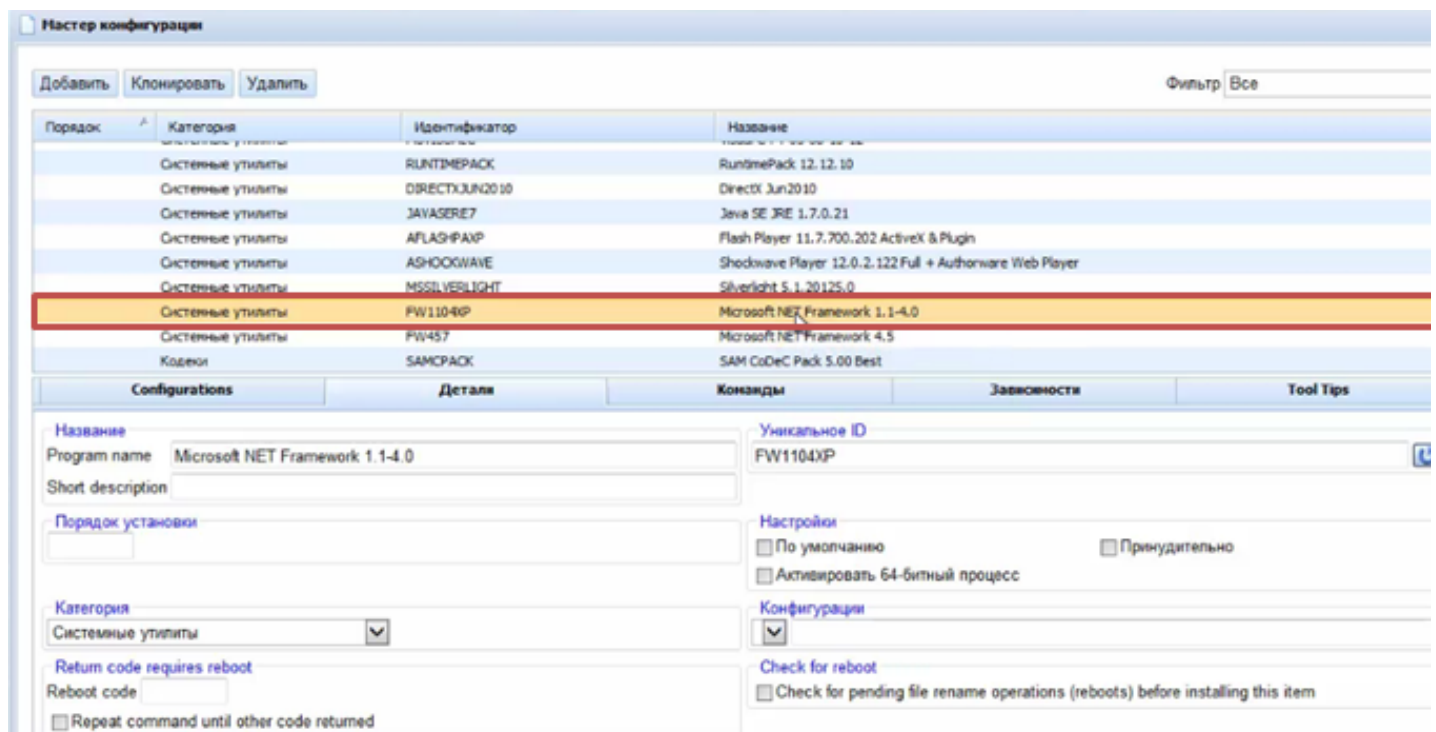 Мастер конфигурации
Добавить Клонировать Удалить Фильтр Все
Порядок Категория Идентификатор Название
Системные утилиты RUNTIMEPACK RuntimePack 12.12.10
Системные утилиты DIRECTXJUN2010 DirectX Jun2010
Системные утилиты JAVASERE7 Java SE JRE 1.7.0.21
Системные утилиты AFLASHPAXP Flash Player 11.7.700.202 ActiveX & Plugin
Системные утилиты ASHOCKWAVE Shockwave Player 12.0.2.122 Full + Authorware Web Player
Системные утилиты MSSILVERLIGHT Silverlight 5.1.20125.0
Системные утилиты FW1104XP Microsoft NET Framework 1.1-4.0
Системные утилиты FW457 Microsoft NET Framework 4.5
Кодеки SAMCPACK SAM CoDeC Pack 5.00 Best
Configurations Детали Команды Зависимости Tool Tips
Название Уникальное ID
Program name Microsoft NET Framework 1.1-4.0 FW1104XP
Short description
Порядок установки Настройки
По умолчанию Принудительно
Активировать 64-битный процесс
Категория Конфигурации
Системные утилиты
Return code requires reboot Check for reboot
Reboot code Check for pending file rename operations (reboots) before installing this item
Repeat command until other code returned